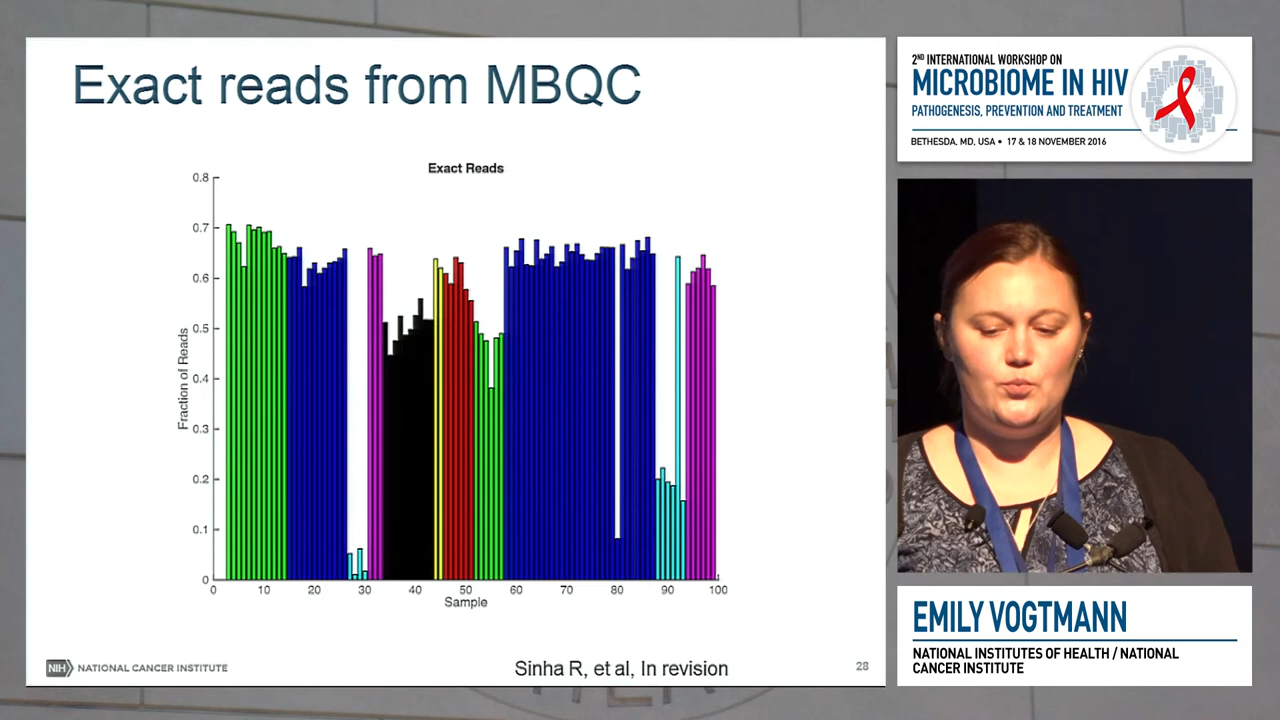 Exact reads from MBQC
Exact Reads
0.8
0.7
0.6
0.5
0.4
0.3
0.2
0.1
0
Fraction of Reads
0 10 20 30 40 50 60 70 80 90 100
Sample
NIH NATIONAL CANCER INSTITUTE
Sinha R, et al, In revision
28
2ND INTERNATIONAL WORKSHOP ON
MICROBIOME IN HIV
PATHOGENESIS, PREVENTION AND TREATMENT
BETHESDA, MD, USA • 17 & 18 NOVEMBER 2016
EMILY VOGTMANN
NATIONAL INSTITUTES OF HEALTH / NATIONAL
CANCER INSTITUTE